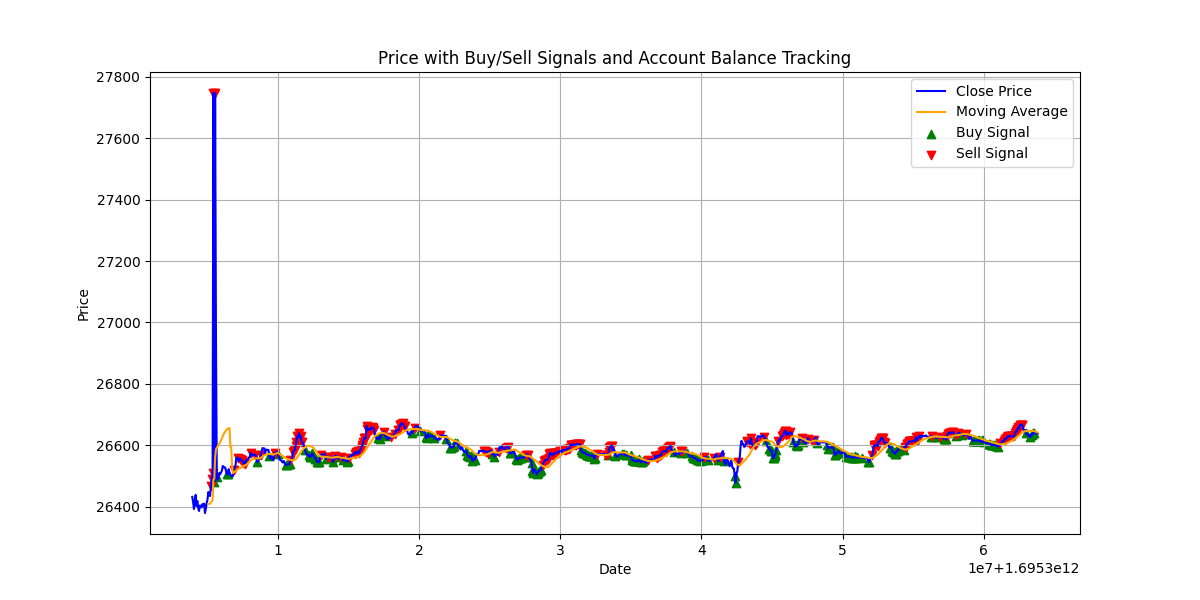 Price with Buy/Sell Signals and Account Balance Tracking
27800
27600
27400
27200
27000
26800
26600
26400
Price
Close Price
Moving Average
Buy Signal
Sell Signal
1 2 3 4 5 6
Date
1e7+1.6953e12